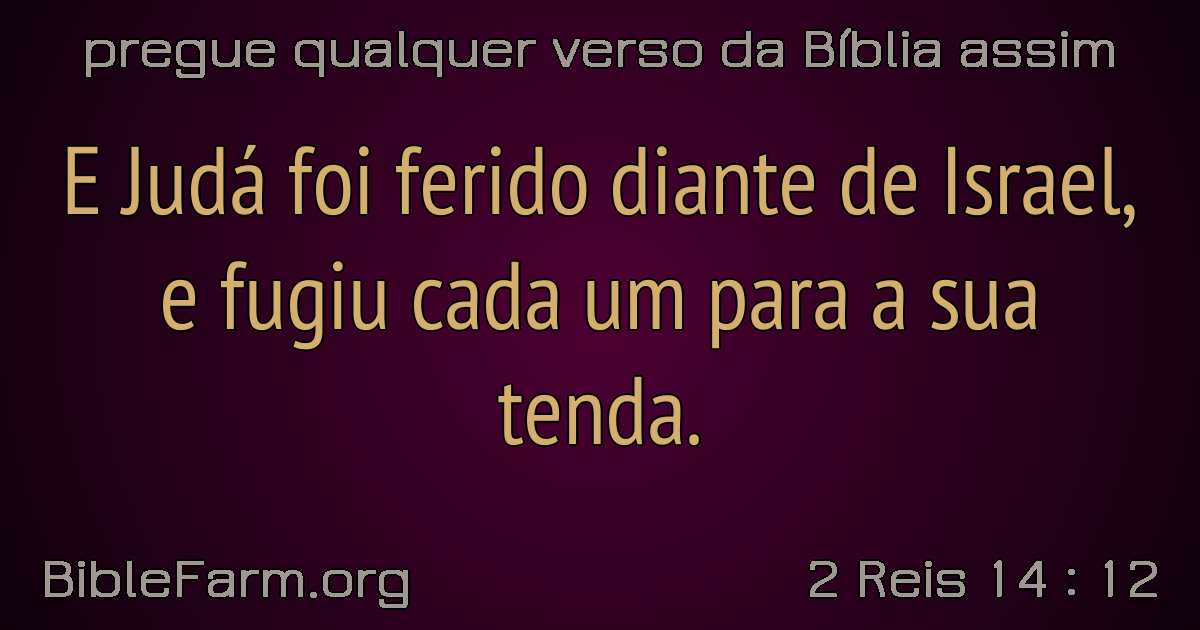 pregue qualquer verso da Bíblia assim
E Judá foi ferido diante de Israel,
e fugiu cada um para a sua
tenda.
BibleFarm.org
2 Reis 14 : 12